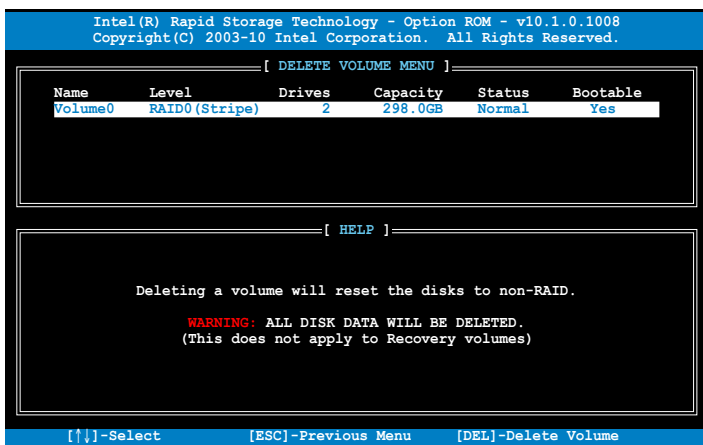 Intel(R) Rapid Storage Technology - Option ROM - v10.1.0.1008
Copyright(C) 2003-10 Intel Corporation. All Rights Reserved.
[ DELETE VOLUME MENU ]
Name Level Drives Capacity Status Bootable
Volume0 RAID0(Stripe) 2 298.0GB Normal Yes
[ HELP ]
Deleting a volume will reset the disks to non-RAID.
WARNING: ALL DISK DATA WILL BE DELETED.
(This does not apply to Recovery volumes)
[↑↓]-Select [ESC]-Previous Menu [DEL]-Delete Volume